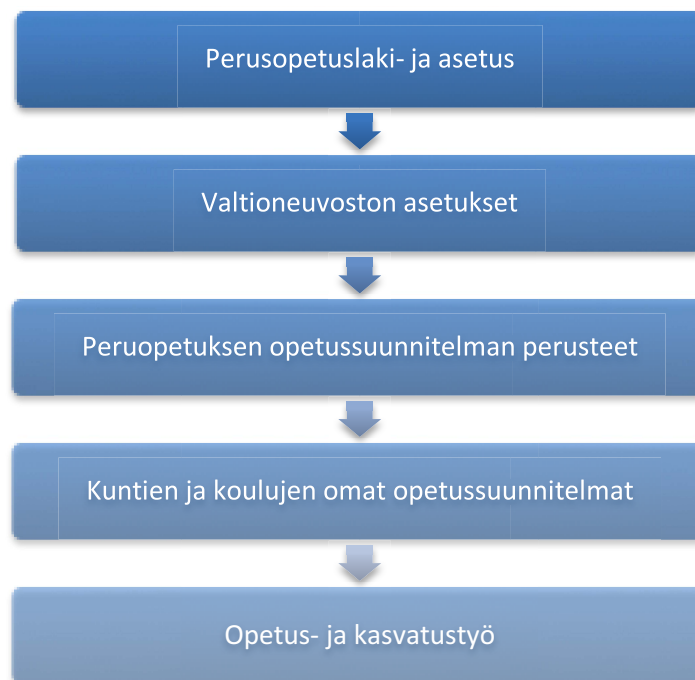 Perusopetuslaki- ja asetus
Valtioneuvoston asetukset
Peruopetuksen opetussuunnitelman perusteet
Kuntien ja koulujen omat opetussuunnitelmat
Opetus- ja kasvatustyö